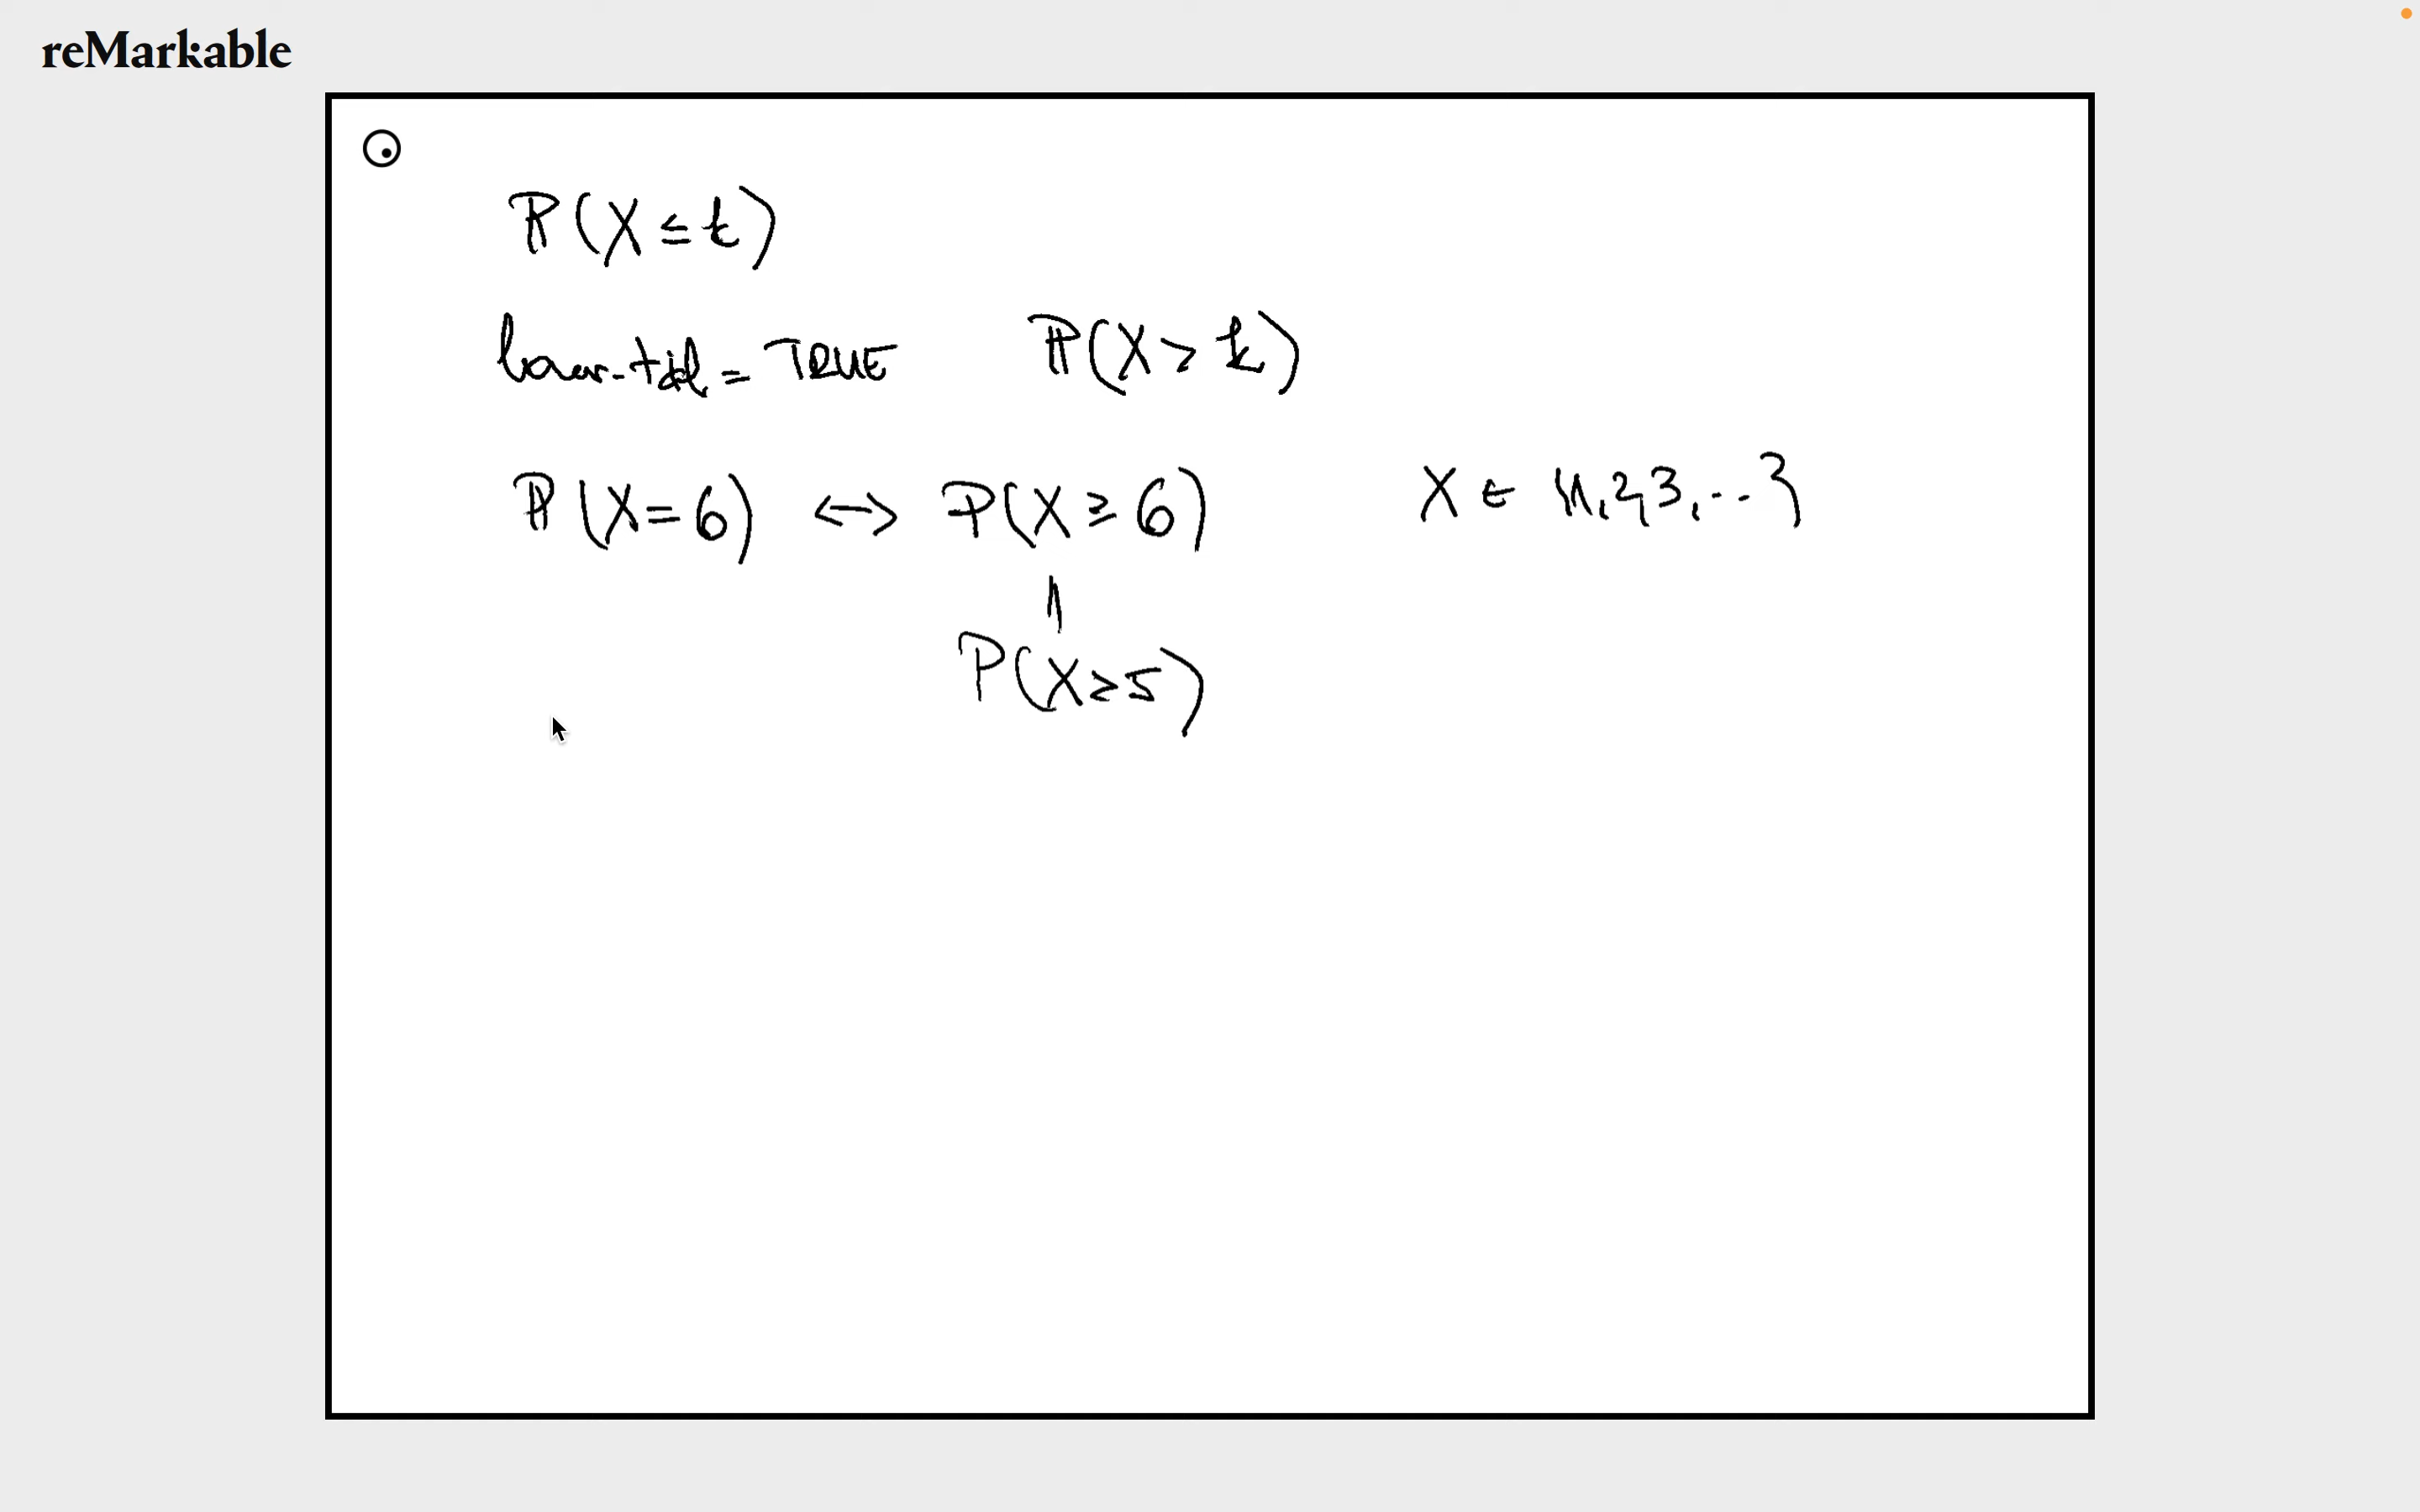 reMarkable
P(X ≤ k)
lower.tail = TRUE P(X > k)
P(X = 6) <-> P(X ≥ 6) X ∈ {1,2,3,...}
||
P(X ≥ 5)